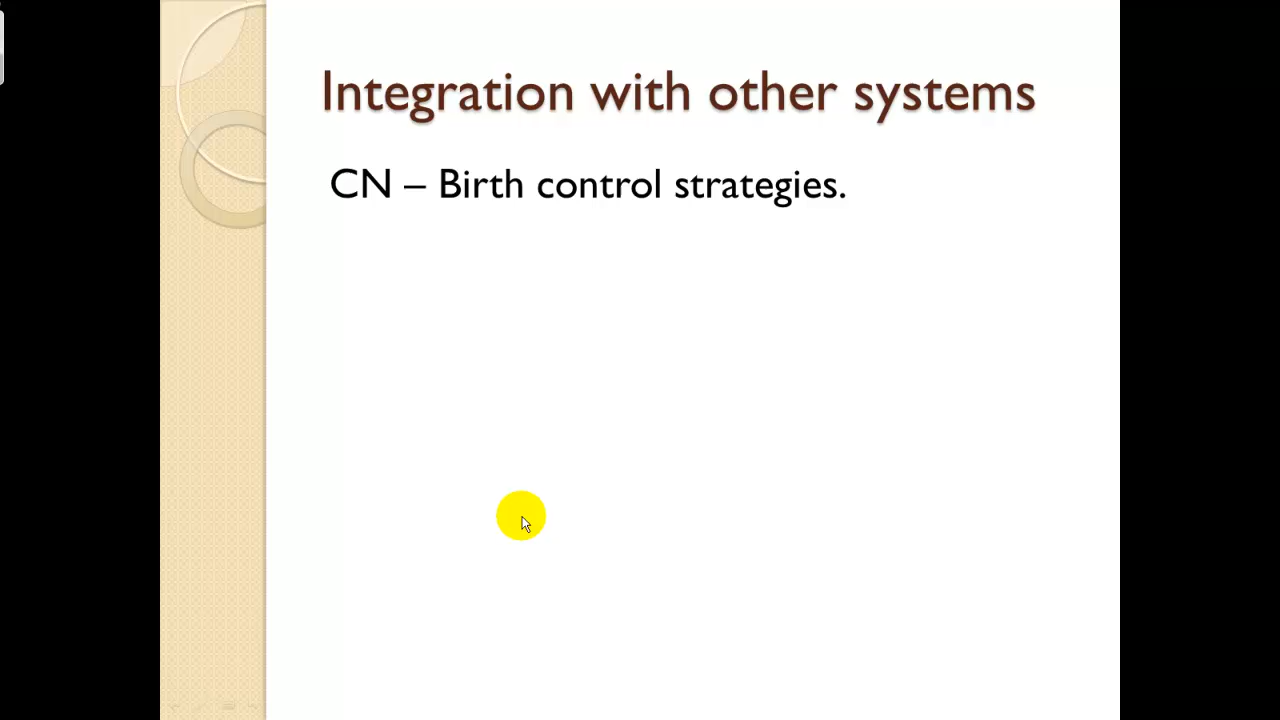 Integration with other systems
CN – Birth control strategies.